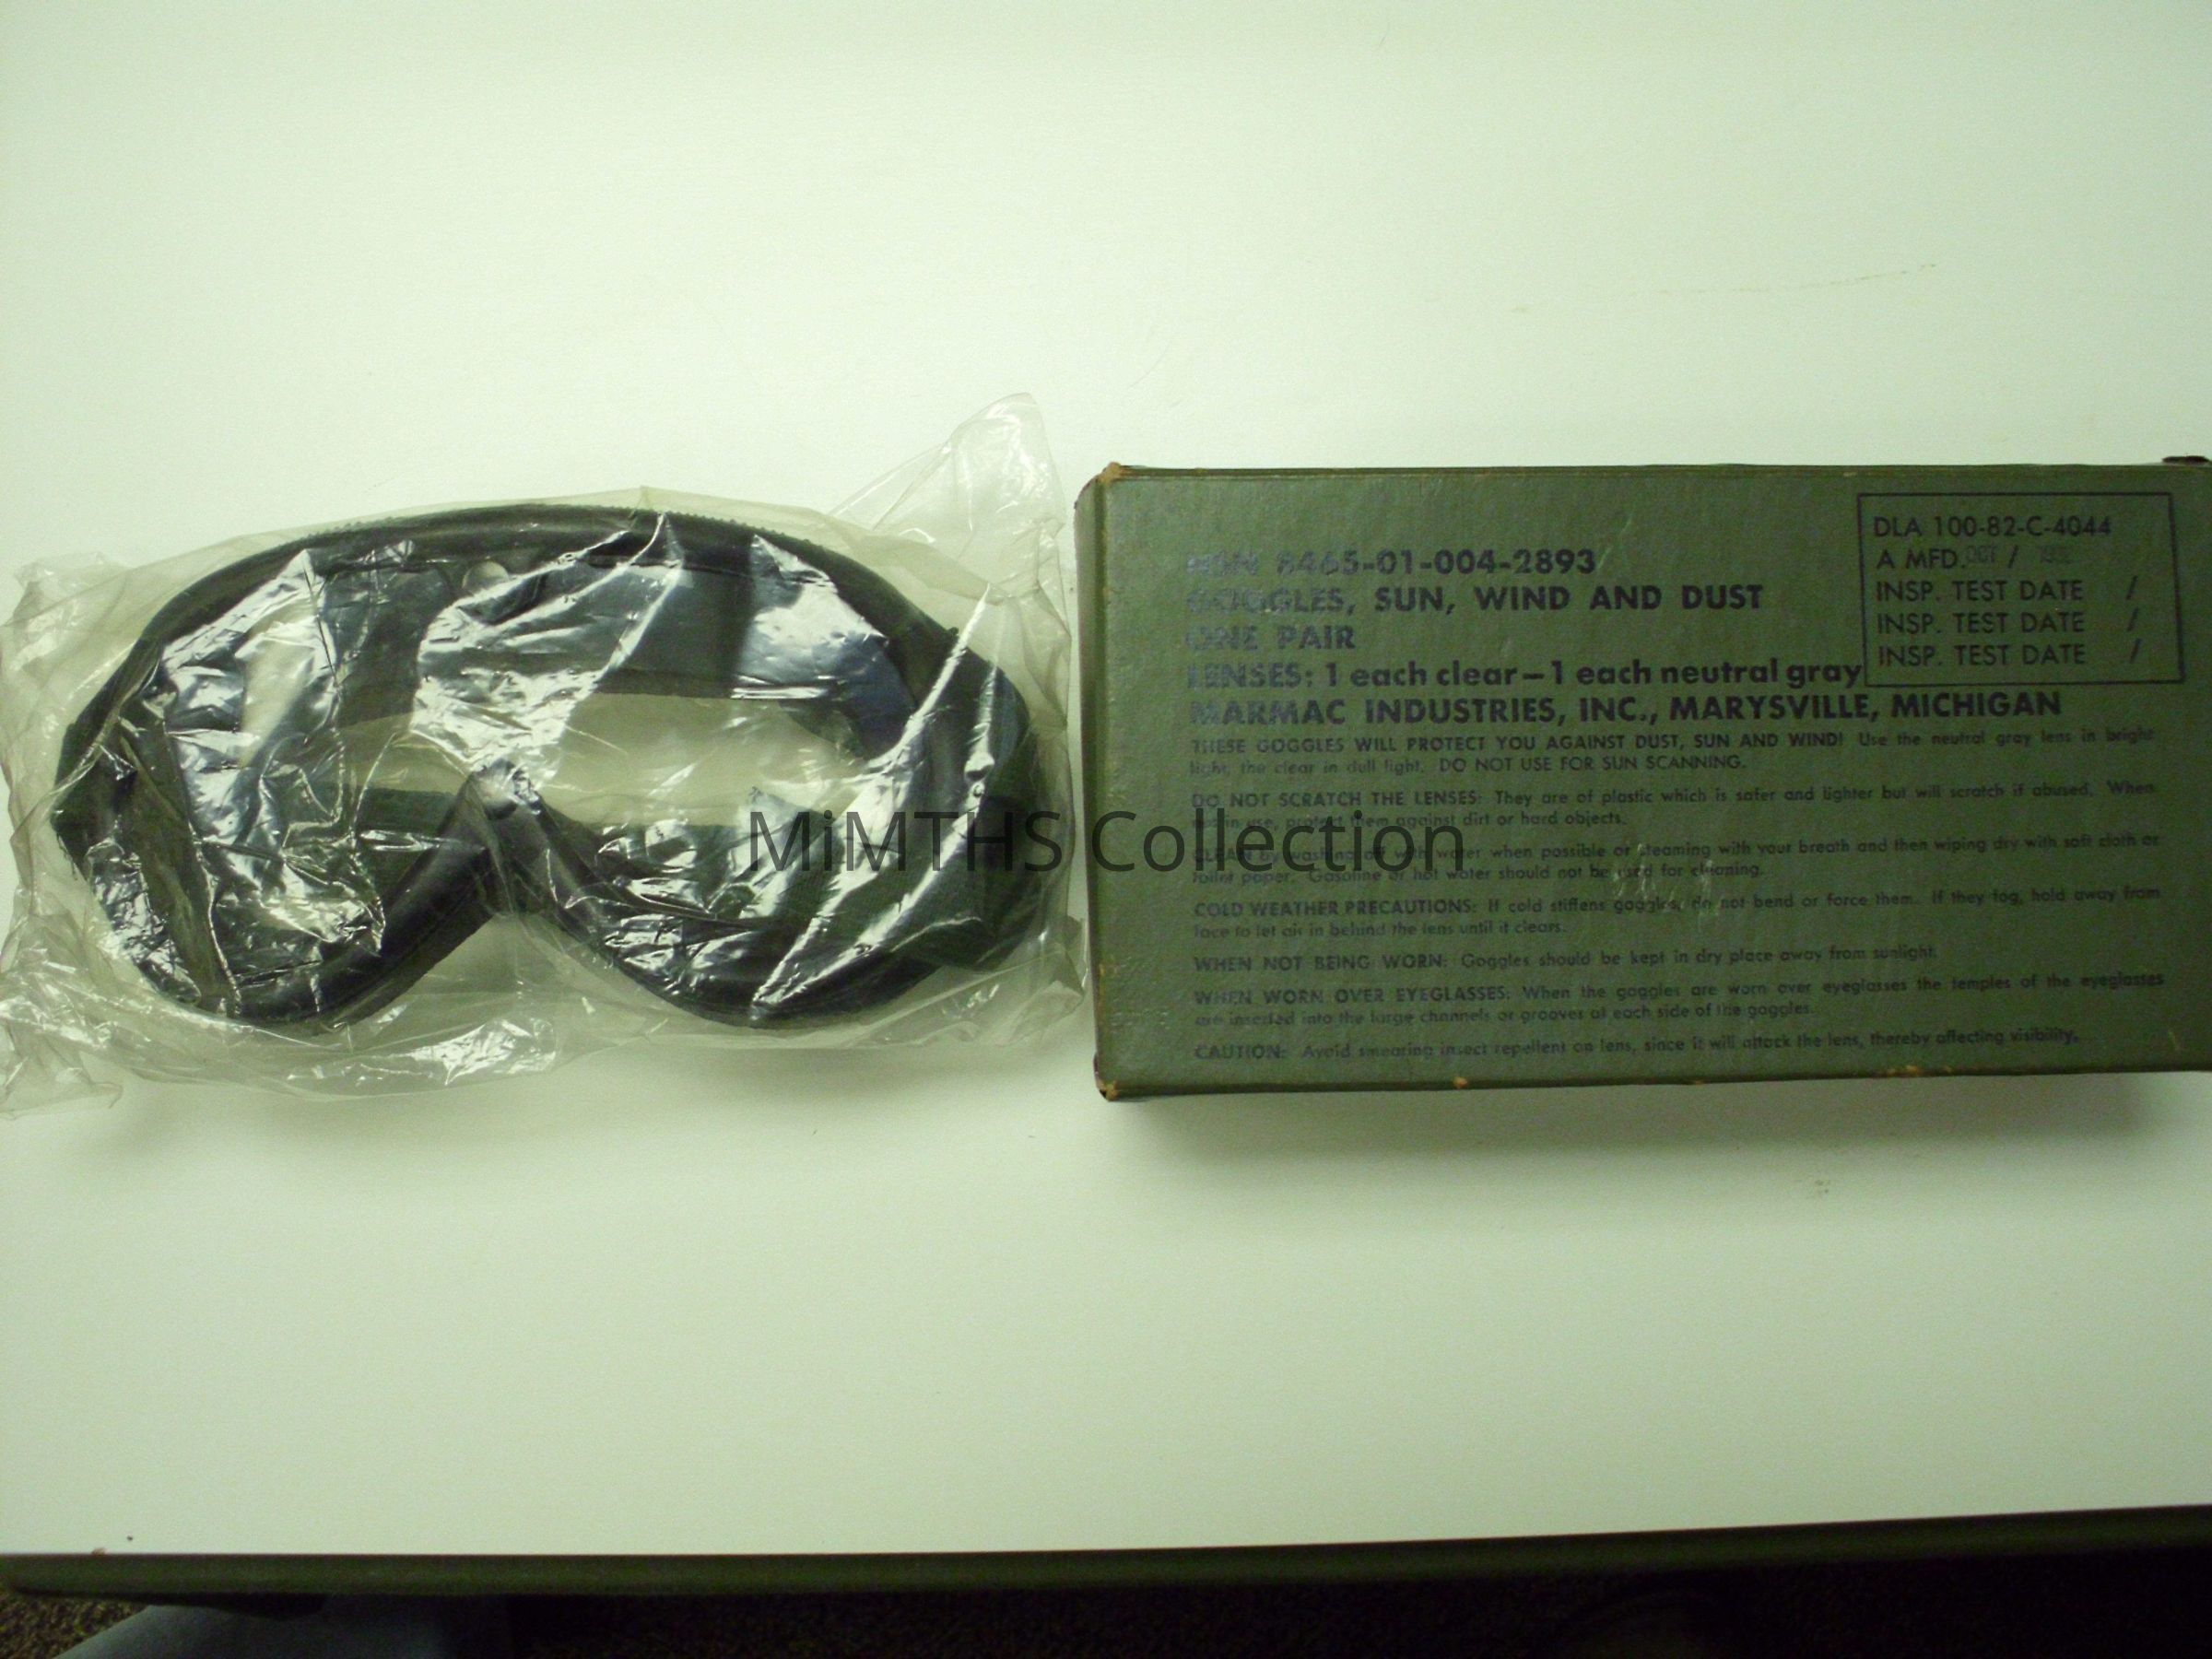 NSN 8465-01-004-2893
GOGGLES, SUN, WIND AND DUST
ONE PAIR
LENSES: 1 each clear—1 each neutral gray
MARMAC INDUSTRIES, INC., MARYSVILLE, MICHIGAN
DLA 100-82-C-4044
A MFD. OCT /
INSP. TEST DATE /
INSP. TEST DATE /
INSP. TEST DATE /
THESE GOGGLES WILL PROTECT YOU AGAINST DUST, SUN AND WIND! Use the neutral gray lens in bright
light, the clear in dull light. DO NOT USE FOR SUN SCANNING.
DO NOT SCRATCH THE LENSES: They are of plastic which is safer and lighter but will scratch if abused. When
not in use, protect them against dirt or hard objects.
CLEAN by washing off with water when possible or steaming with your breath and then wiping dry with soft cloth or
toilet paper. Gasoline or hot water should not be used for cleaning.
COLD WEATHER PRECAUTIONS: If cold stiffens goggles, do not bend or force them. If they fog, hold away from
face to let air in behind the lens until it clears.
WHEN NOT BEING WORN: Goggles should be kept in dry place away from sunlight.
WHEN WORN OVER EYEGLASSES: When the goggles are worn over eyeglasses the temples of the eyeglasses
are inserted into the large channels or grooves at each side of the goggles.
CAUTION: Avoid smearing insect repellent on lens, since it will attack the lens, thereby affecting visibility.
MiMTHS Collection